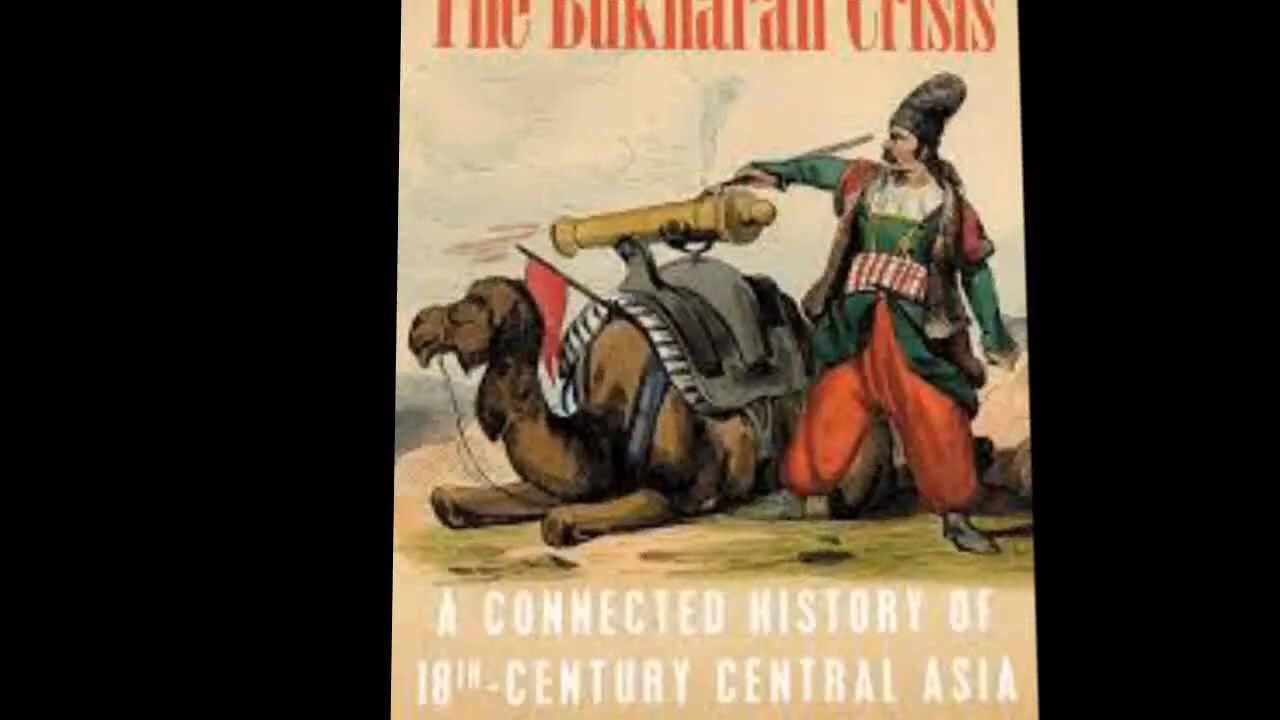 The Bukharan Crisis
A CONNECTED HISTORY OF
18TH-CENTURY CENTRAL ASIA